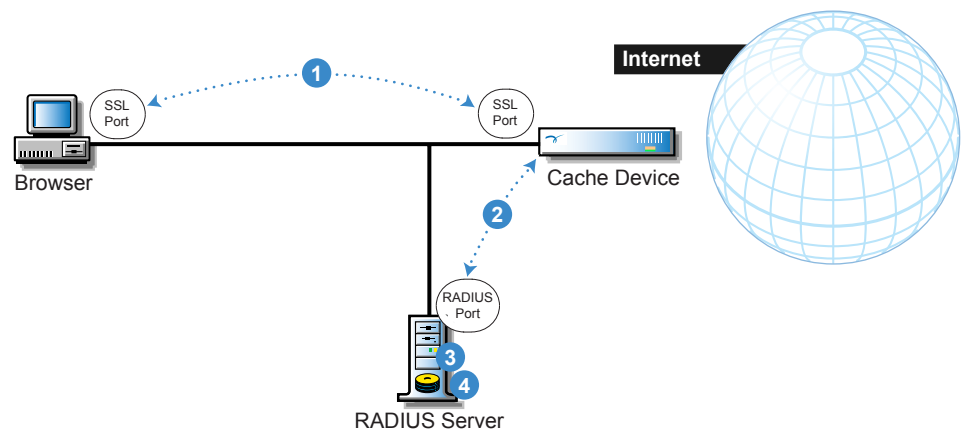 Internet
1
SSL
Port
SSL
Port
Browser
Cache Device
2
RADIUS
Port
3
4
RADIUS Server